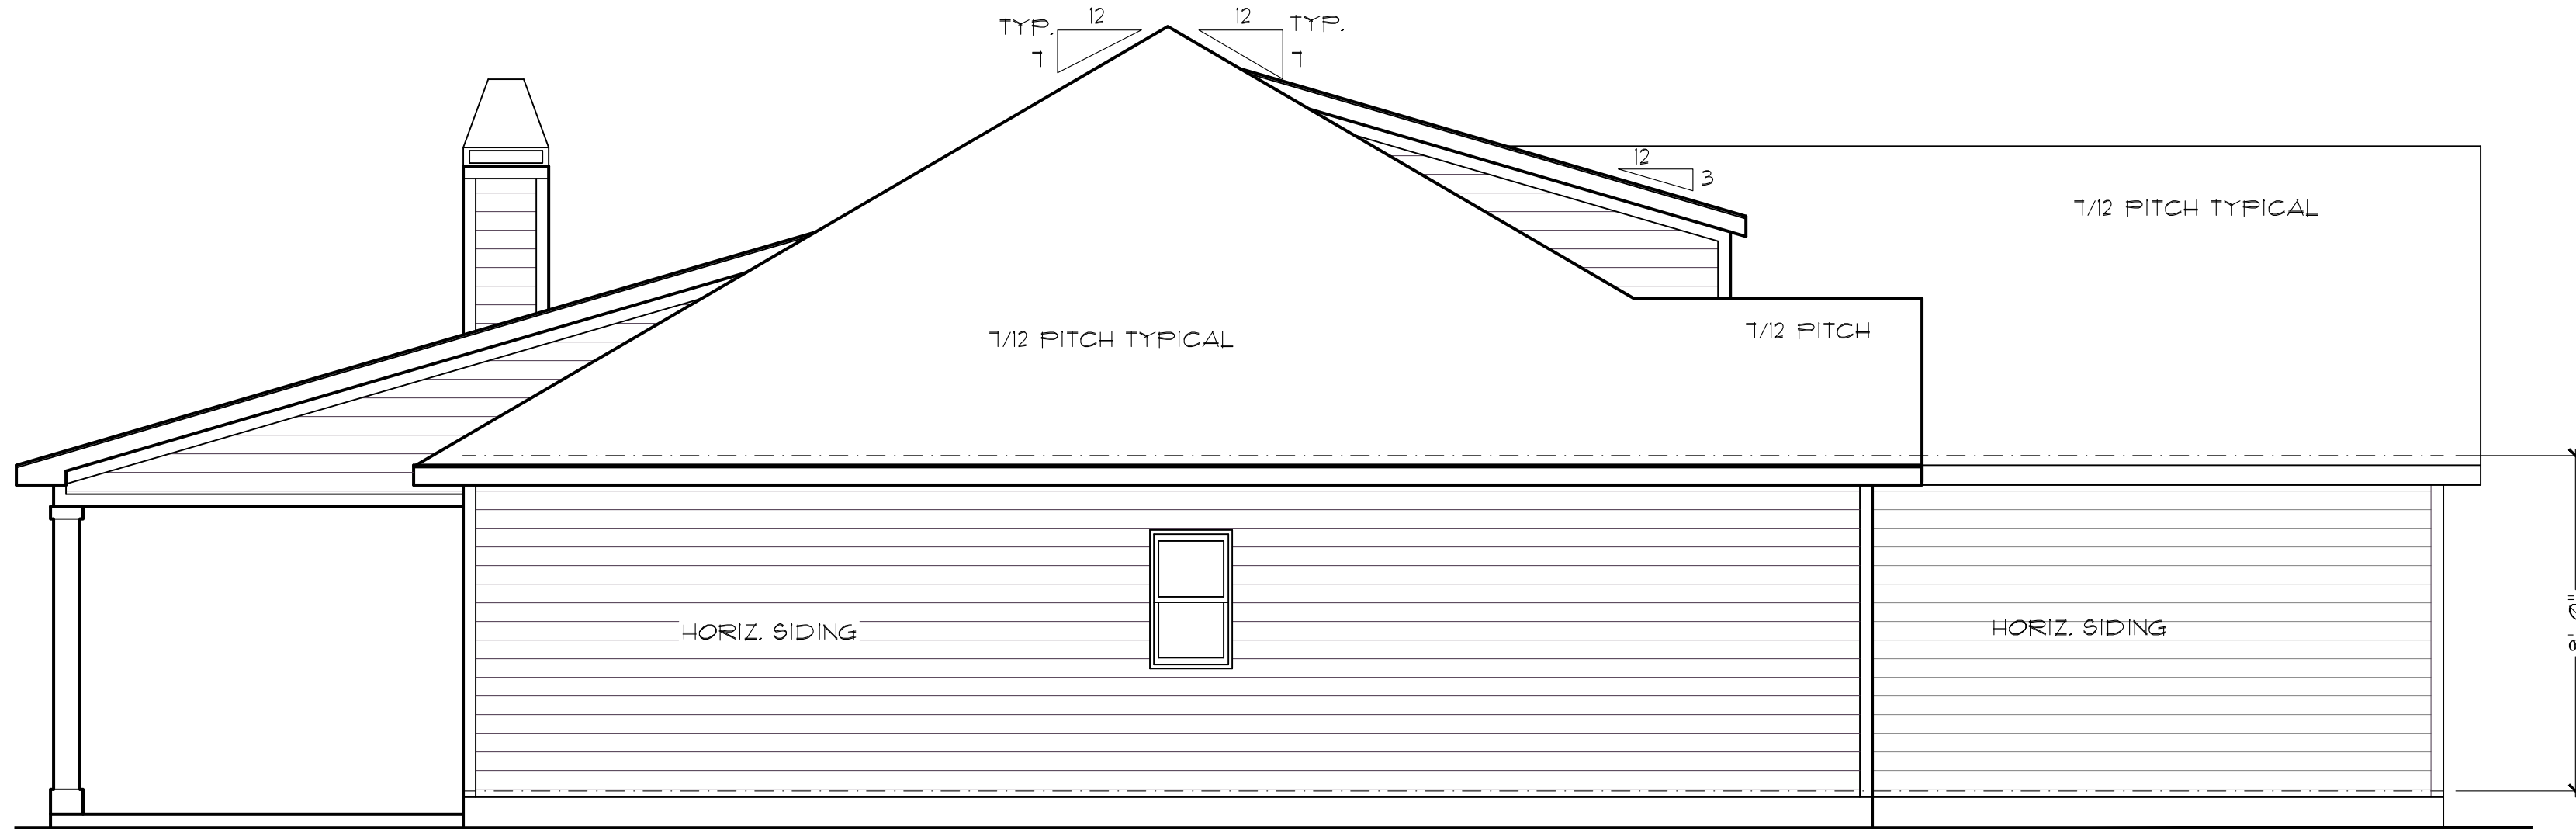 12
12
TYP.
TYP.
7
7
12
3
7/12 PITCH TYPICAL
7/12 PITCH
7/12 PITCH TYPICAL
HORIZ. SIDING
HORIZ. SIDING